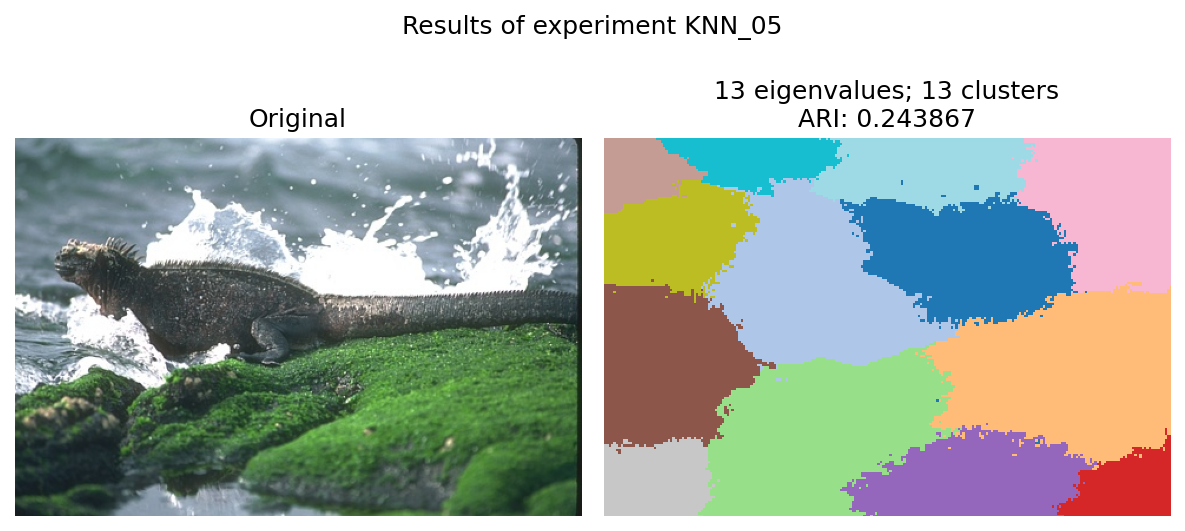 Results of experiment KNN_05
Original
13 eigenvalues; 13 clusters
ARI: 0.243867